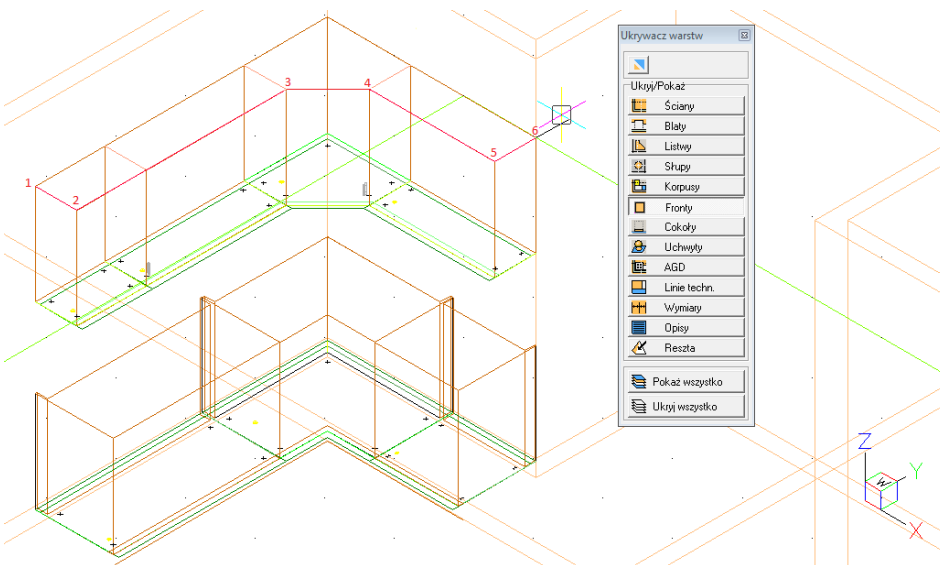 Ukrywacz warstw
Ukryj/Pokaż
Ściany
Blaty
Listwy
Słupy
Korpusy
Fronty
Cokoły
Uchwyty
AGD
Linie techn.
Wymiary
Opisy
Reszta
Pokaż wszystko
Ukryj wszystko
1
2
3
4
5
6
Z
Y
W
X